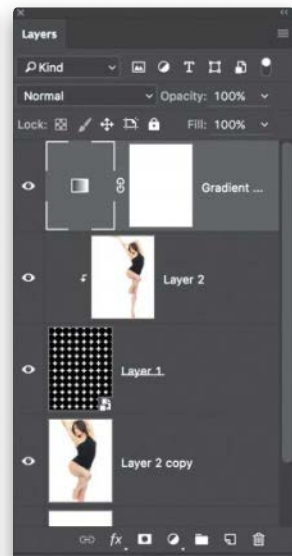 Layers
Kind
Normal Opacity: 100%
Lock: Fill: 100%
Gradient ...
Layer 2
Layer 1
Layer 2 copy
fx